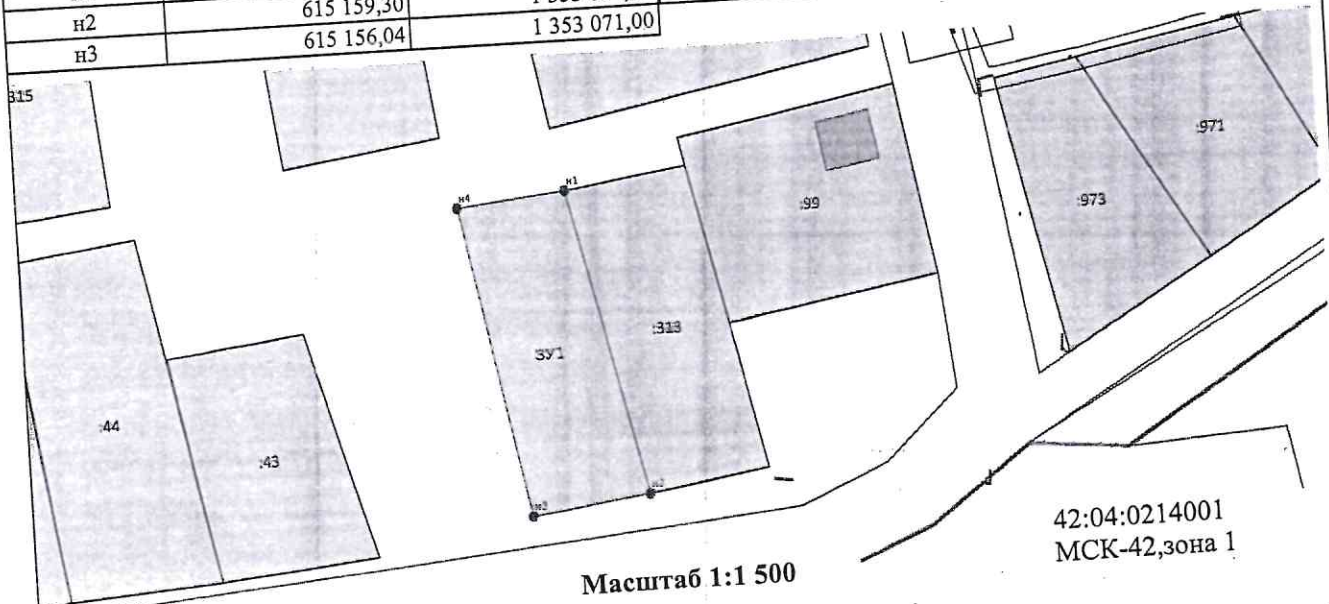 н2 615 159,30
н3 615 156,04 1 353 071,00
315
:971
н1
н4
:973
:99
:313
ЗУ1
:44
:43
н2
н3
42:04:0214001
МСК-42,зона 1
Масштаб 1:1 500